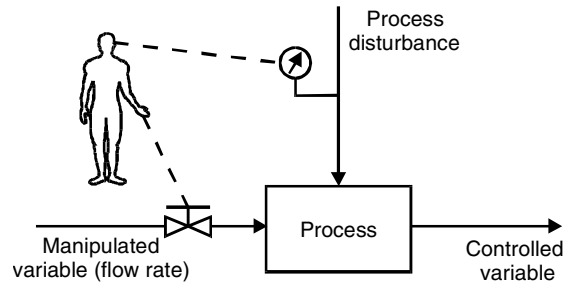 Process
disturbance
Process
Manipulated
variable (flow rate)
Controlled
variable